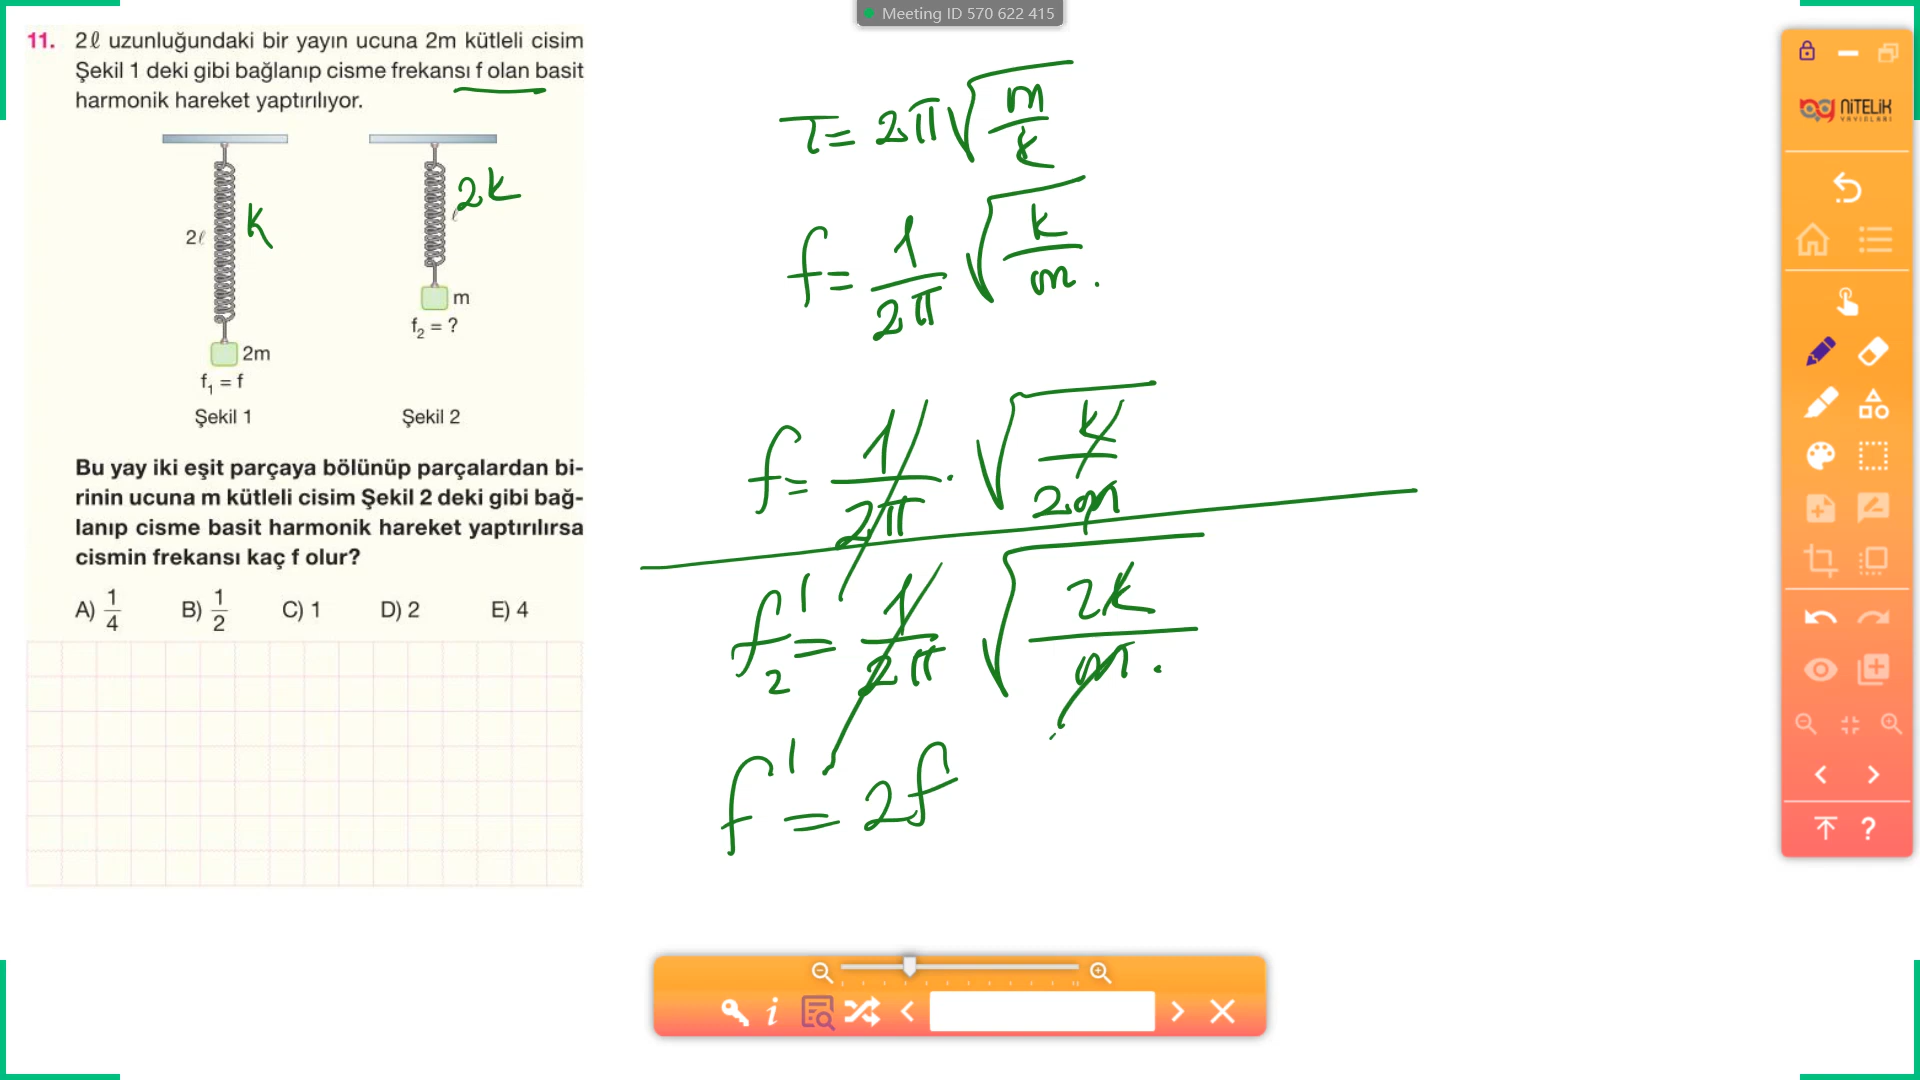 Meeting ID 570 622 415
11. 2ℓ uzunluğundaki bir yayın ucuna 2m kütleli cisim
Şekil 1 deki gibi bağlanıp cisme frekansı f olan basit
harmonik hareket yaptırılıyor.
2ℓ
k
2m
f₁ = f
Şekil 1
ℓ
2k
m
f₂ = ?
Şekil 2
Bu yay iki eşit parçaya bölünüp parçalardan bi-
rinin ucuna m kütleli cisim Şekil 2 deki gibi bağ-
lanıp cisme basit harmonik hareket yaptırılırsa
cismin frekansı kaç f olur?
A) 1/4 B) 1/2 C) 1 D) 2 E) 4
T = 2π√(m/k)
f = 1/2π √(k/m).
f = 1/2π · √(k/2.m)
f₂' = 1/2π √(2k/m).
f' = 2f
NİTELİK
YAYINLARI
?
i